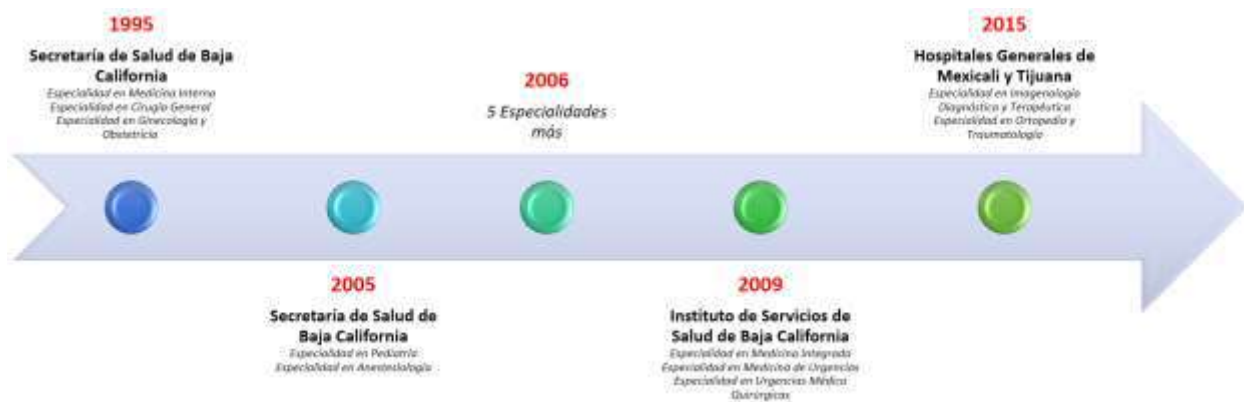 1995
Secretaría de Salud de Baja
California
Especialidad en Medicina Interna
Especialidad en Cirugía General
Especialidad en Ginecología y
Obstetricia
2005
Secretaría de Salud de
Baja California
Especialidad en Pediatría
Especialidad en Anestesiología
2006
5 Especialidades
más
2009
Instituto de Servicios de
Salud de Baja California
Especialidad en Medicina Integrada
Especialidad en Medicina de Urgencias
Especialidad en Urgencias Médico
Quirúrgicas
2015
Hospitales Generales de
Mexicali y Tijuana
Especialidad en Imagenología
Diagnóstica y Terapéutica
Especialidad en Ortopedia y
Traumatología